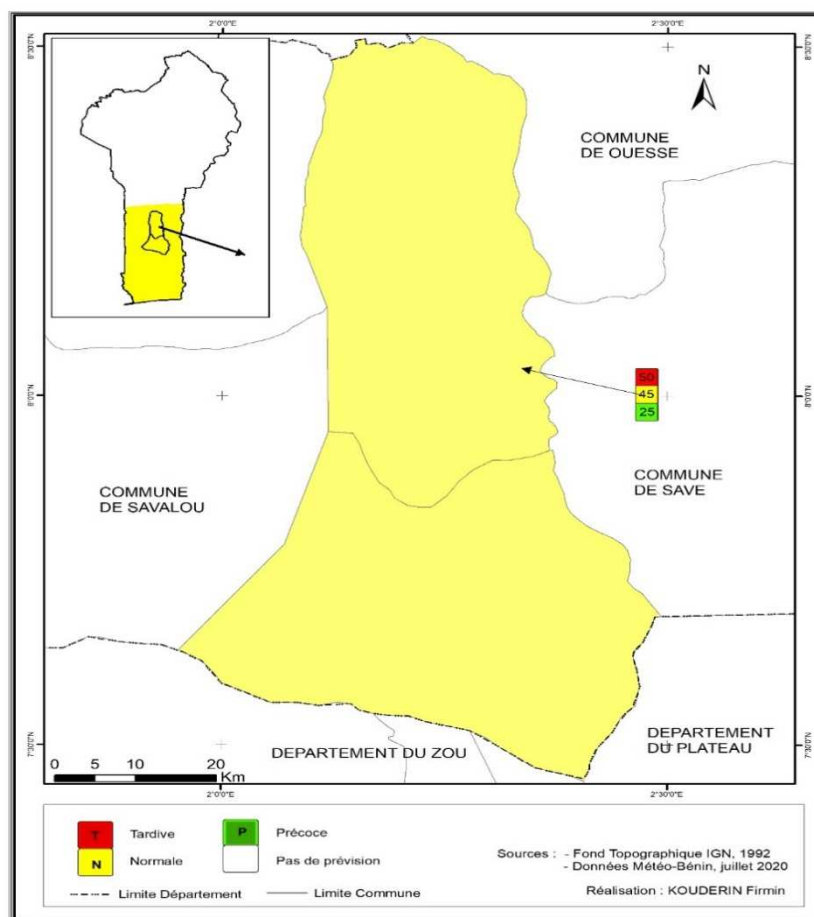 2°0'0"E
2°30'0"E
8°30'0"N
8°30'0"N
N
COMMUNE
DE OUESSE
50
45
25
8°0'0"N
8°0'0"N
COMMUNE
DE SAVALOU
COMMUNE
DE SAVE
DEPARTEMENT
DU PLATEAU
DEPARTEMENT DU ZOU
7°30'0"N
7°30'0"N
0 5 10 20
Km
2°0'0"E
2°30'0"E
T Tardive
P Précoce
N Normale
Pas de prévision
Limite Département
Limite Commune
Sources : - Fond Topographique IGN, 1992
- Données Météo-Bénin, juillet 2020
Réalisation : KOUDERIN Firmin